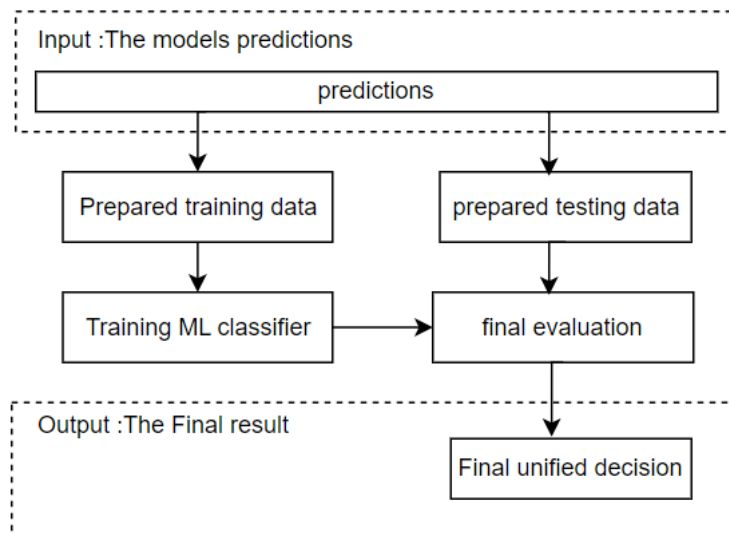 Input :The models predictions
predictions
Prepared training data
prepared testing data
Training ML classifier
final evaluation
Output :The Final result
Final unified decision